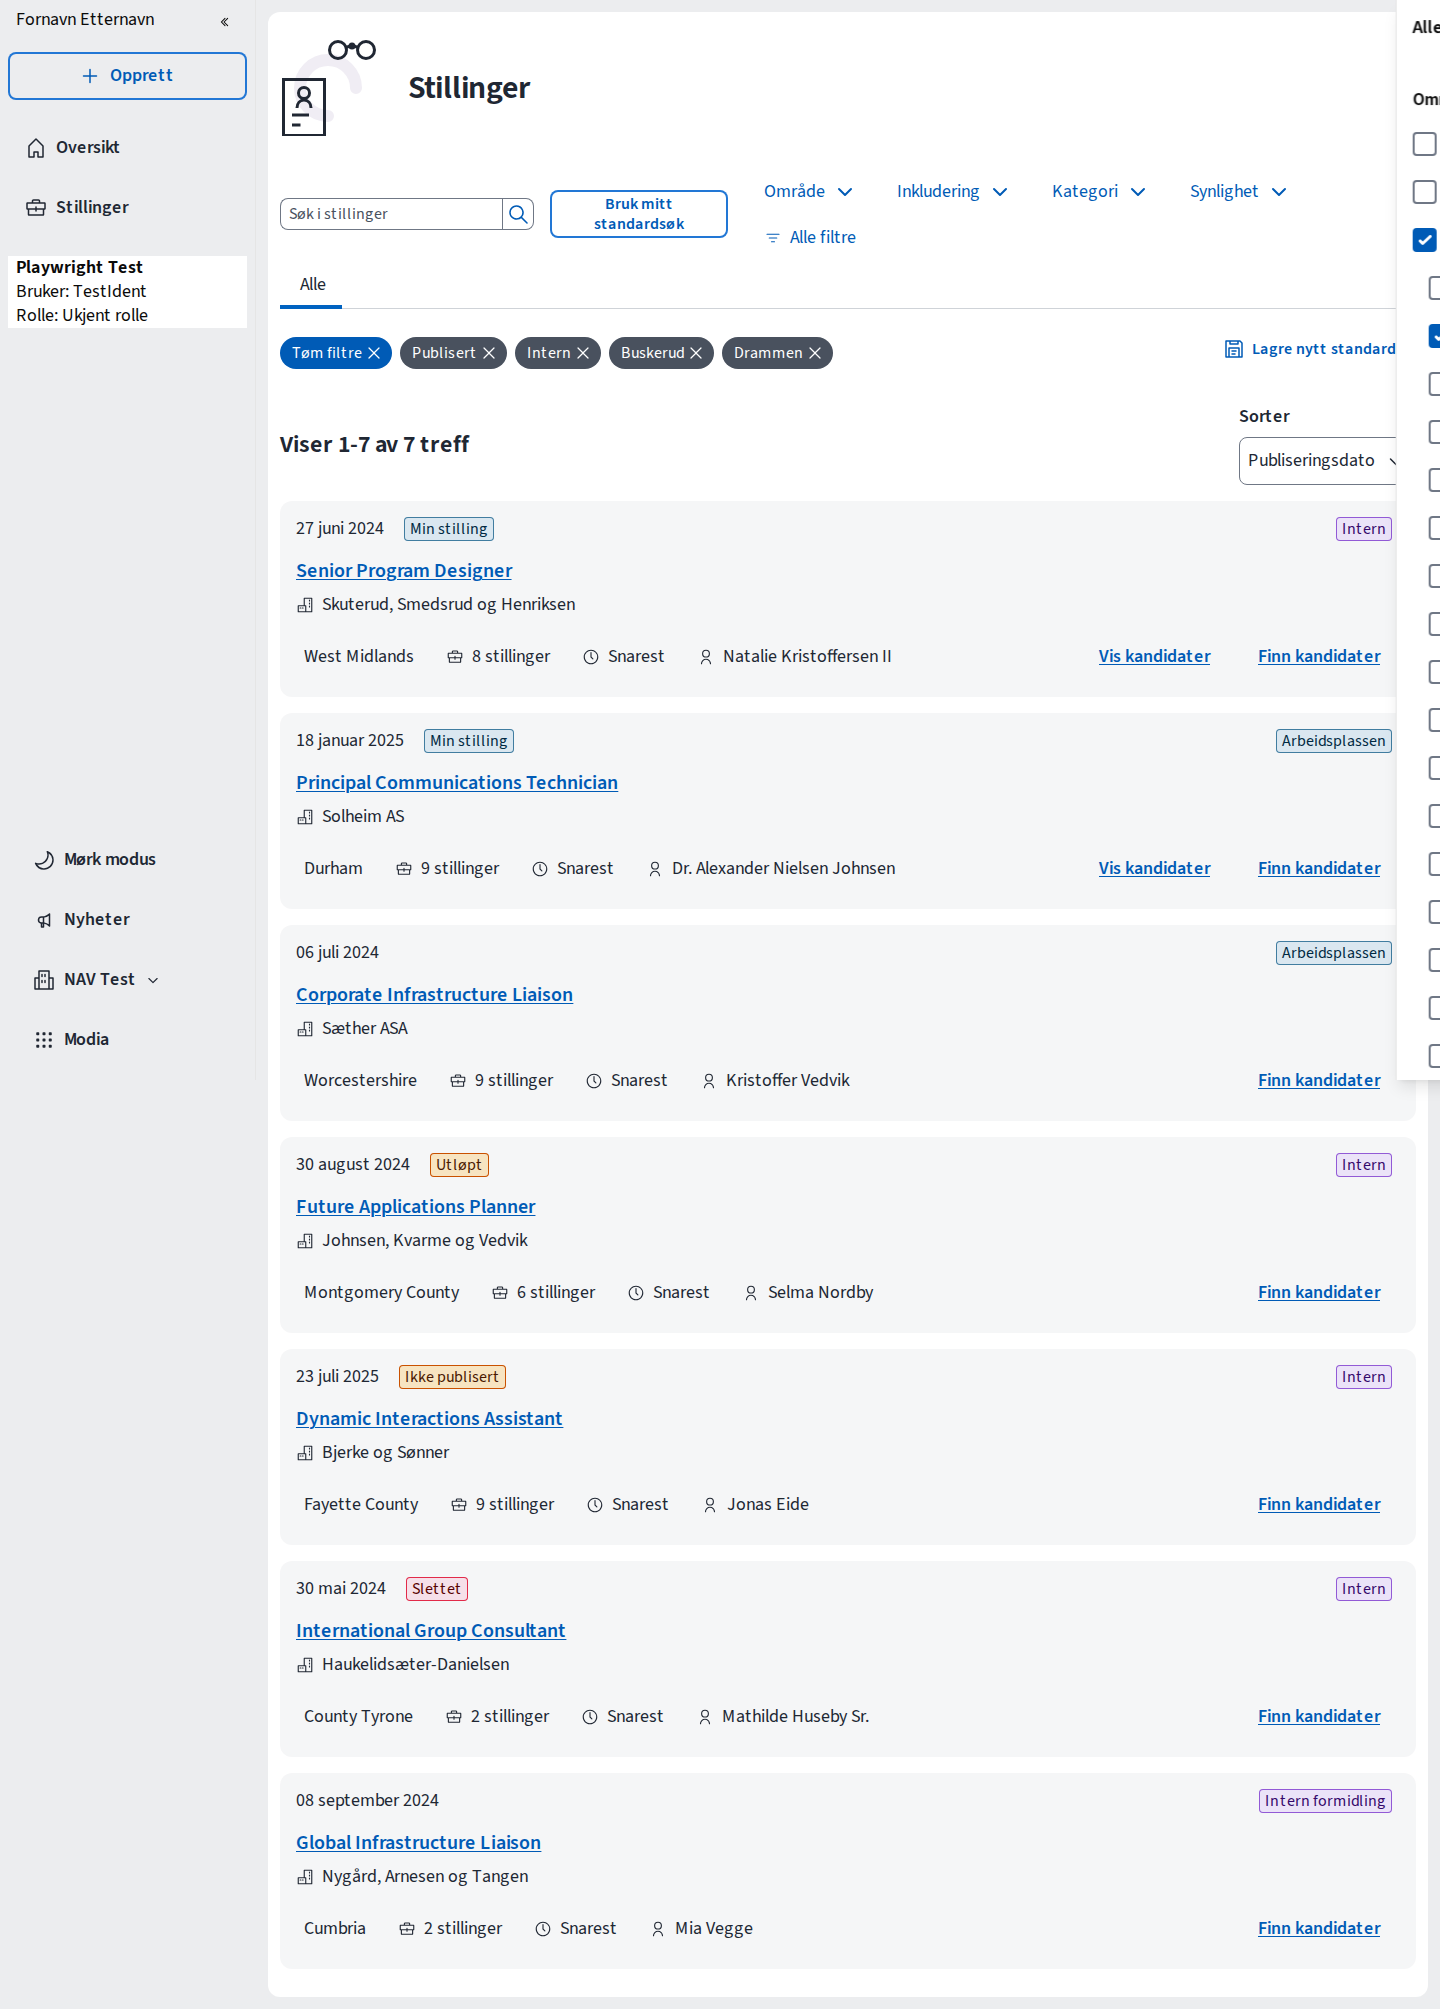 Fornavn Etternavn
Opprett
Oversikt
Stillinger
Playwright Test
Bruker: TestIdent
Rolle: Ukjent rolle
Mørk modus
Nyheter
NAV Test
Modia
Stillinger
Søk i stillinger
Bruk mitt
standardsøk
Område
Inkludering
Kategori
Synlighet
Alle filtre
Alle
Tøm filtre
Publisert
Intern
Buskerud
Drammen
Lagre nytt standard
Viser 1-7 av 7 treff
Sorter
Publiseringsdato
27 juni 2024 Min stilling Intern
Senior Program Designer
Skuterud, Smedsrud og Henriksen
West Midlands 8 stillinger Snarest Natalie Kristoffersen II Vis kandidater Finn kandidater
18 januar 2025 Min stilling Arbeidsplassen
Principal Communications Technician
Solheim AS
Durham 9 stillinger Snarest Dr. Alexander Nielsen Johnsen Vis kandidater Finn kandidater
06 juli 2024 Arbeidsplassen
Corporate Infrastructure Liaison
Sæther ASA
Worcestershire 9 stillinger Snarest Kristoffer Vedvik Finn kandidater
30 august 2024 Utløpt Intern
Future Applications Planner
Johnsen, Kvarme og Vedvik
Montgomery County 6 stillinger Snarest Selma Nordby Finn kandidater
23 juli 2025 Ikke publisert Intern
Dynamic Interactions Assistant
Bjerke og Sønner
Fayette County 9 stillinger Snarest Jonas Eide Finn kandidater
30 mai 2024 Slettet Intern
International Group Consultant
Haukelidsæter-Danielsen
County Tyrone 2 stillinger Snarest Mathilde Huseby Sr. Finn kandidater
08 september 2024 Intern formidling
Global Infrastructure Liaison
Nygård, Arnesen og Tangen
Cumbria 2 stillinger Snarest Mia Vegge Finn kandidater
Alle